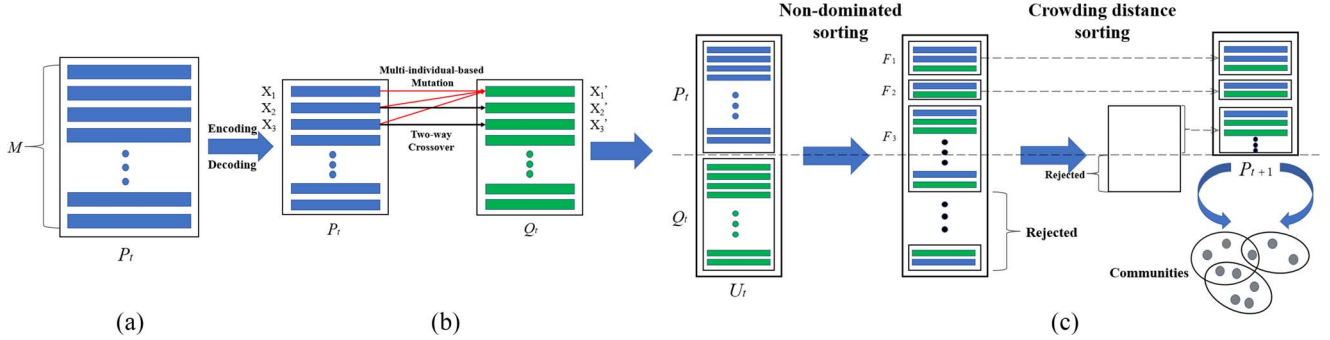 M
P_t
(a)
Encoding
Decoding
X_1
X_2
X_3
P_t
Multi-individual-based
Mutation
Two-way
Crossover
X_1'
X_2'
X_3'
Q_t
(b)
P_t
Q_t
U_t
Non-dominated
sorting
F_1
F_2
F_3
Rejected
Crowding distance
sorting
Rejected
P_{t+1}
Communities
(c)